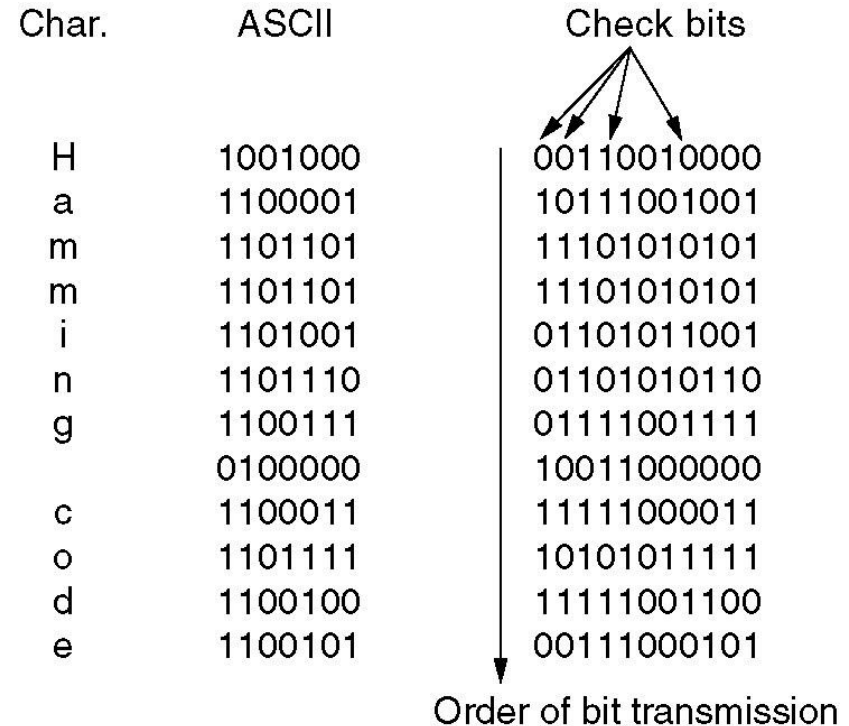 Char. ASCII Check bits
H 1001000 00110010000
a 1100001 10111001001
m 1101101 11101010101
m 1101101 11101010101
i 1101001 01101011001
n 1101110 01101010110
g 1100111 01111001111
0100000 10011000000
c 1100011 11111000011
o 1101111 10101011111
d 1100100 11111001100
e 1100101 00111000101
Order of bit transmission